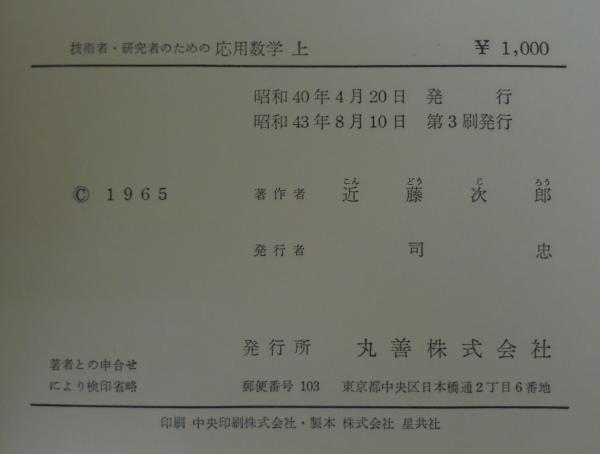 技術者・研究者のための 応用数学 上 ¥ 1,000
昭和40年4月20日 発行
昭和43年8月10日 第3刷発行
© 1965 著作者 近藤次郎
こん どう じ ろう
発行者 司忠
発行所 丸善株式会社
著者との申合せ
により検印省略 郵便番号 103 東京都中央区日本橋通2丁目6番地
印刷 中央印刷株式会社・製本 株式会社 星共社